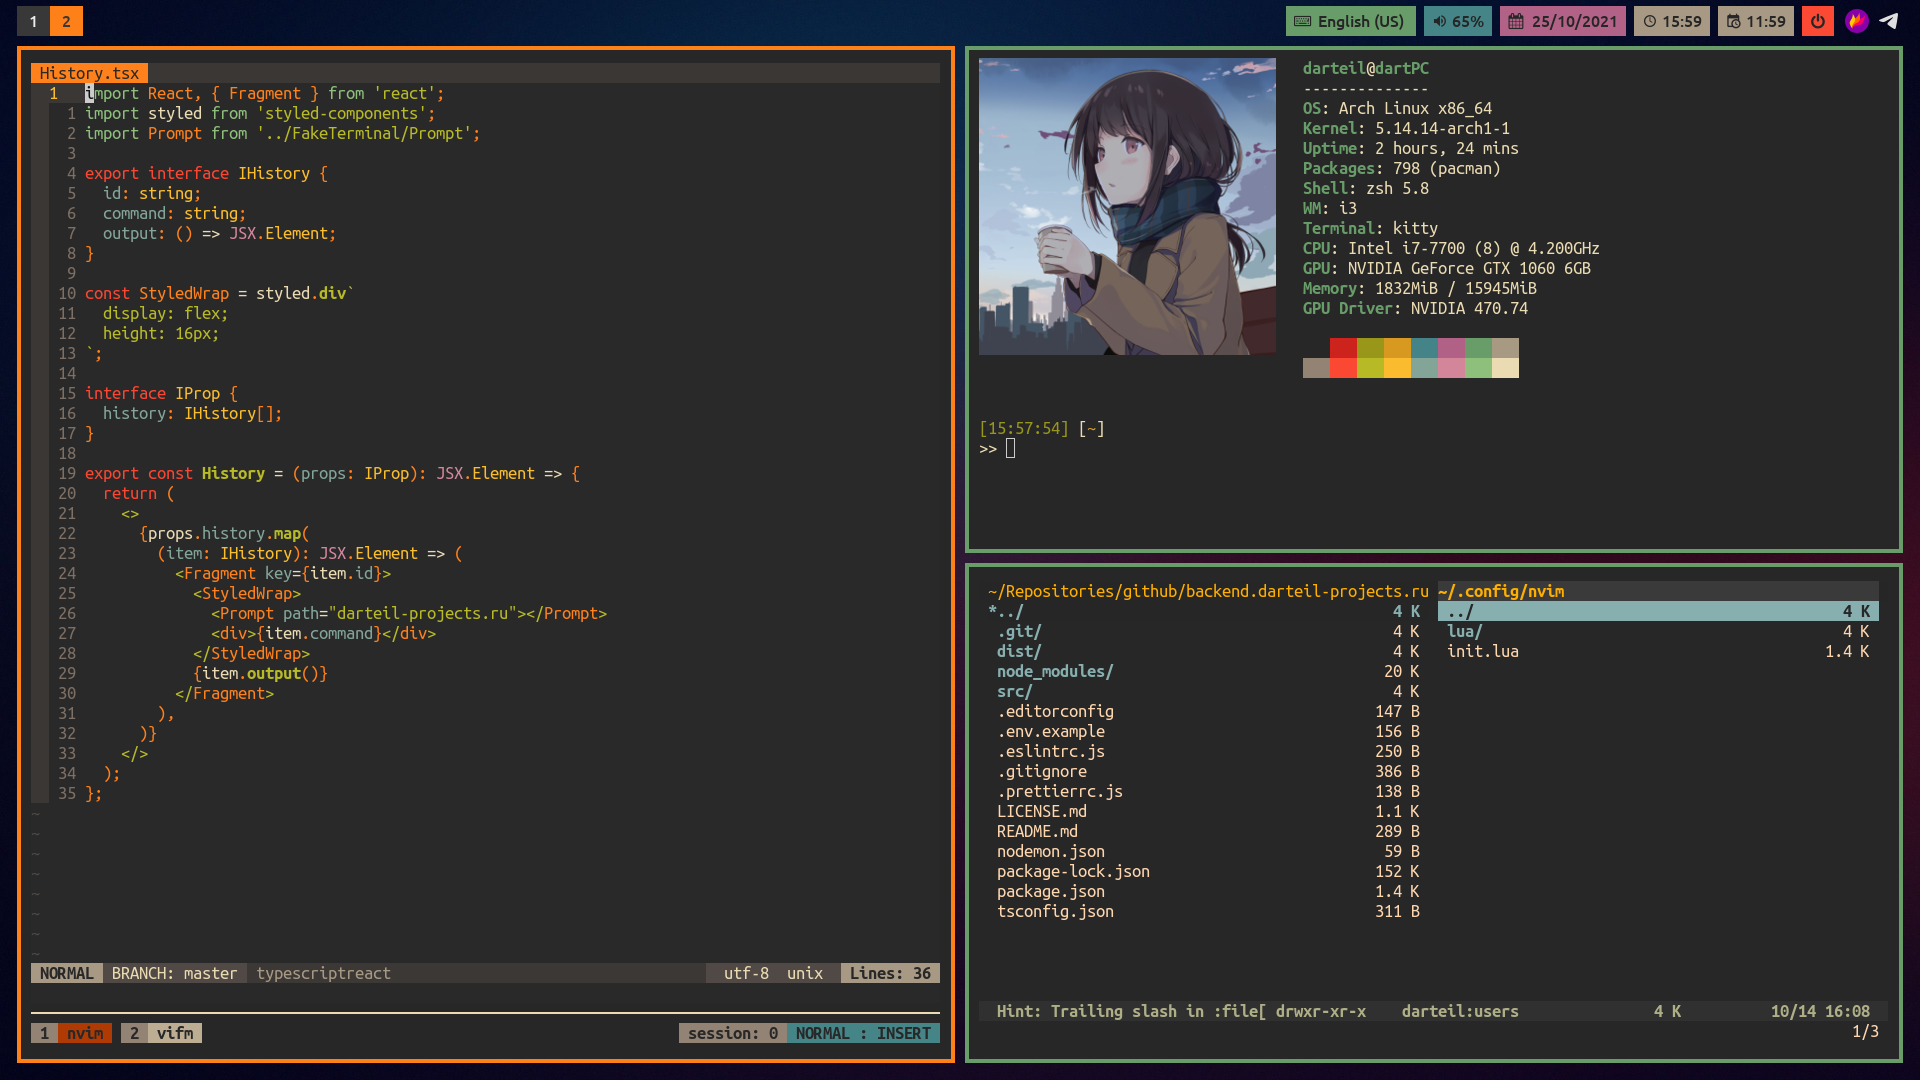 1 2
English (US) 65% 25/10/2021 15:59 11:59
History.tsx
1 import React, { Fragment } from 'react';
1 import styled from 'styled-components';
2 import Prompt from '../FakeTerminal/Prompt';
3
4 export interface IHistory {
5   id: string;
6   command: string;
7   output: () => JSX.Element;
8 }
9
10 const StyledWrap = styled.div`
11   display: flex;
12   height: 16px;
13 `;
14
15 interface IProp {
16   history: IHistory[];
17 }
18
19 export const History = (props: IProp): JSX.Element => {
20   return (
21     <>
22       {props.history.map(
23         (item: IHistory): JSX.Element => (
24           <Fragment key={item.id}>
25             <StyledWrap>
26               <Prompt path="darteil-projects.ru"></Prompt>
27               <div>{item.command}</div>
28             </StyledWrap>
29             {item.output()}
30           </Fragment>
31         ),
32       )}
33     </>
34   );
35 };
~
~
~
~
~
~
~
~
NORMAL BRANCH: master typescriptreact utf-8 unix Lines: 36
1 nvim 2 vifm session: 0 NORMAL : INSERT
darteil@dartPC
--------------
OS: Arch Linux x86_64
Kernel: 5.14.14-arch1-1
Uptime: 2 hours, 24 mins
Packages: 798 (pacman)
Shell: zsh 5.8
WM: i3
Terminal: kitty
CPU: Intel i7-7700 (8) @ 4.200GHz
GPU: NVIDIA GeForce GTX 1060 6GB
Memory: 1832MiB / 15945MiB
GPU Driver: NVIDIA 470.74
[15:57:54] [~]
>>
~/Repositories/github/backend.darteil-projects.ru ~/.config/nvim
*../ 4 K ../ 4 K
.git/ 4 K lua/ 4 K
dist/ 4 K init.lua 1.4 K
node_modules/ 20 K
src/ 4 K
.editorconfig 147 B
.env.example 156 B
.eslintrc.js 250 B
.gitignore 386 B
.prettierrc.js 138 B
LICENSE.md 1.1 K
README.md 289 B
nodemon.json 59 B
package-lock.json 152 K
package.json 1.4 K
tsconfig.json 311 B
Hint: Trailing slash in :file[ drwxr-xr-x darteil:users 4 K 10/14 16:08
1/3